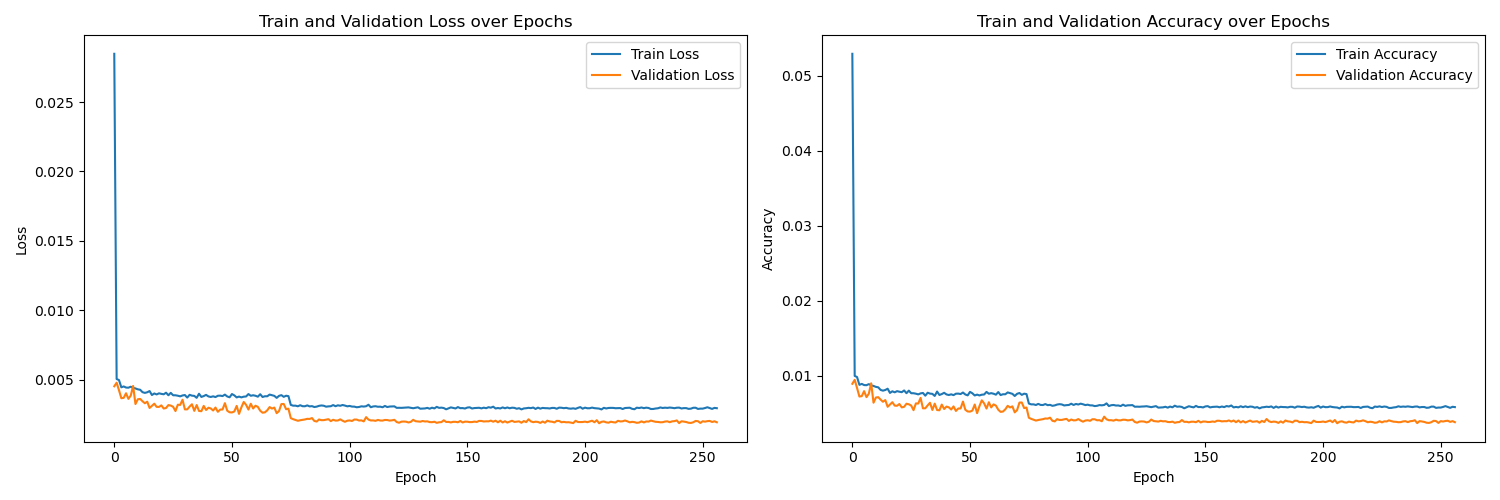 Train and Validation Loss over Epochs
Train Loss
Validation Loss
0.025
0.020
0.015
0.010
0.005
Loss
0
50
100
150
200
250
Epoch
Train and Validation Accuracy over Epochs
Train Accuracy
Validation Accuracy
0.05
0.04
0.03
0.02
0.01
Accuracy
0
50
100
150
200
250
Epoch